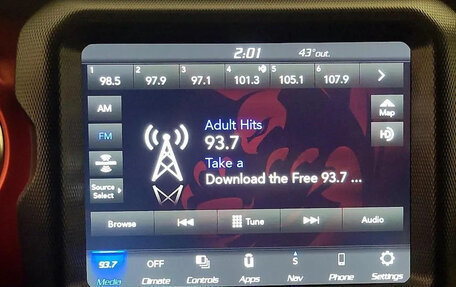 2:01 43° out.
1 2 3 4 5 6
98.5 97.9 97.1 101.3 105.1 107.9
AM
FM
Source
Select
Adult Hits
93.7
Take a
Download the Free 93.7 ...
Map
Browse Tune Audio
93.7 OFF S
Media Climate Controls Apps Nav Phone Settings